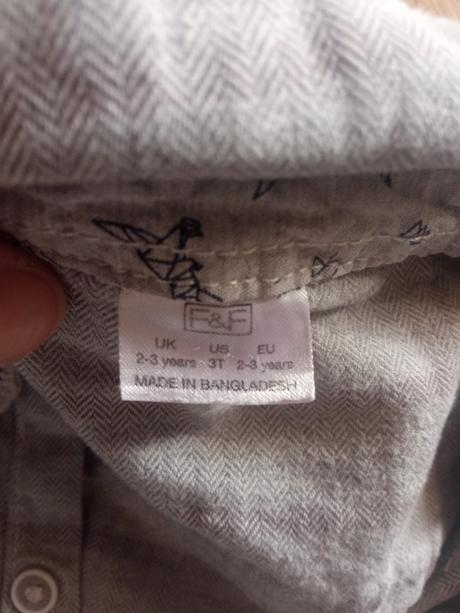 F&F
UK US EU
2-3 years 3T 2-3 years
MADE IN BANGLADESH